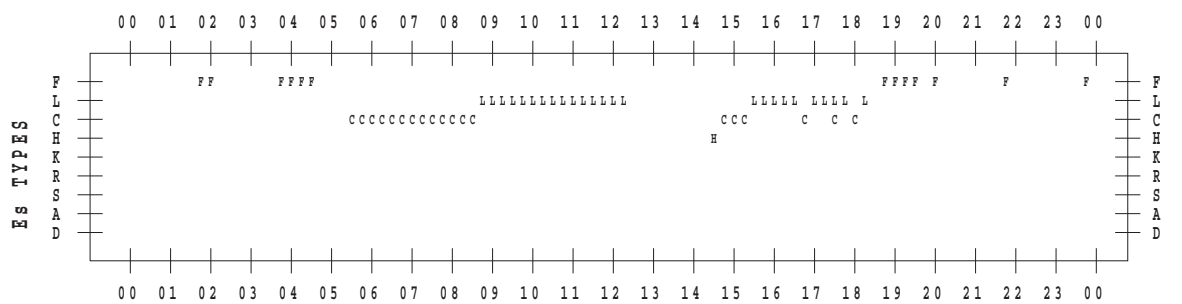 00 01 02 03 04 05 06 07 08 09 10 11 12 13 14 15 16 17 18 19 20 21 22 23 00
F FF FFFF FFFF F F F F
L LLLLLLLLLLLLLLL LLLLL LLLL L L
C CCCCCCCCCCCCC CCC C C C C
H H H
K K
R R
S S
A A
D D
Es TYPES
00 01 02 03 04 05 06 07 08 09 10 11 12 13 14 15 16 17 18 19 20 21 22 23 00